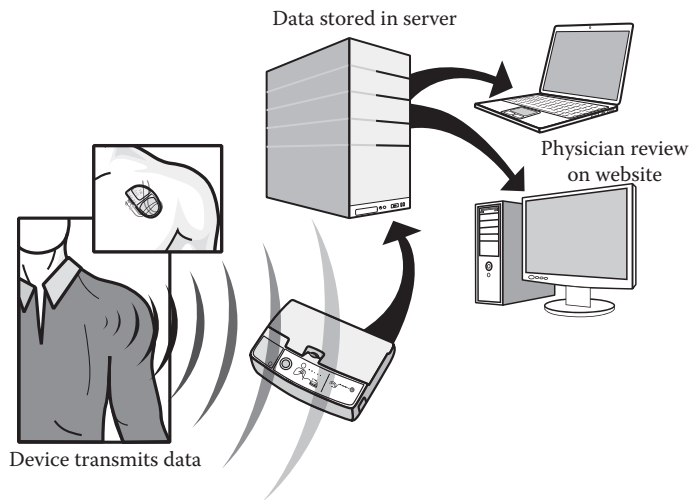 Data stored in server
Physician review
on website
Device transmits data